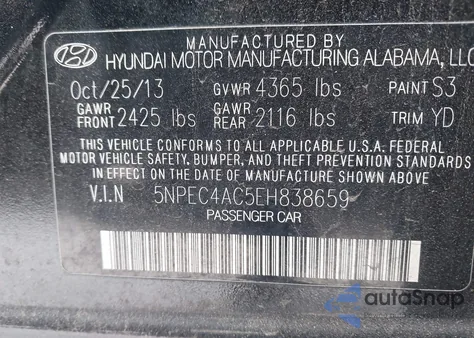 MANUFACTURED BY
HYUNDAI MOTOR MANUFACTURING ALABAMA, LLC
Oct/25/13 GVWR 4365 lbs PAINT S3
GAWR FRONT 2425 lbs GAWR REAR 2116 lbs TRIM YD
THIS VEHICLE CONFORMS TO ALL APPLICABLE U.S.A. FEDERAL
MOTOR VEHICLE SAFETY, BUMPER, AND THEFT PREVENTION STANDARDS
IN EFFECT ON THE DATE OF MANUFACTURE SHOWN ABOVE.
V.I.N 5NPEC4AC5EH838659
PASSENGER CAR
autoSnap